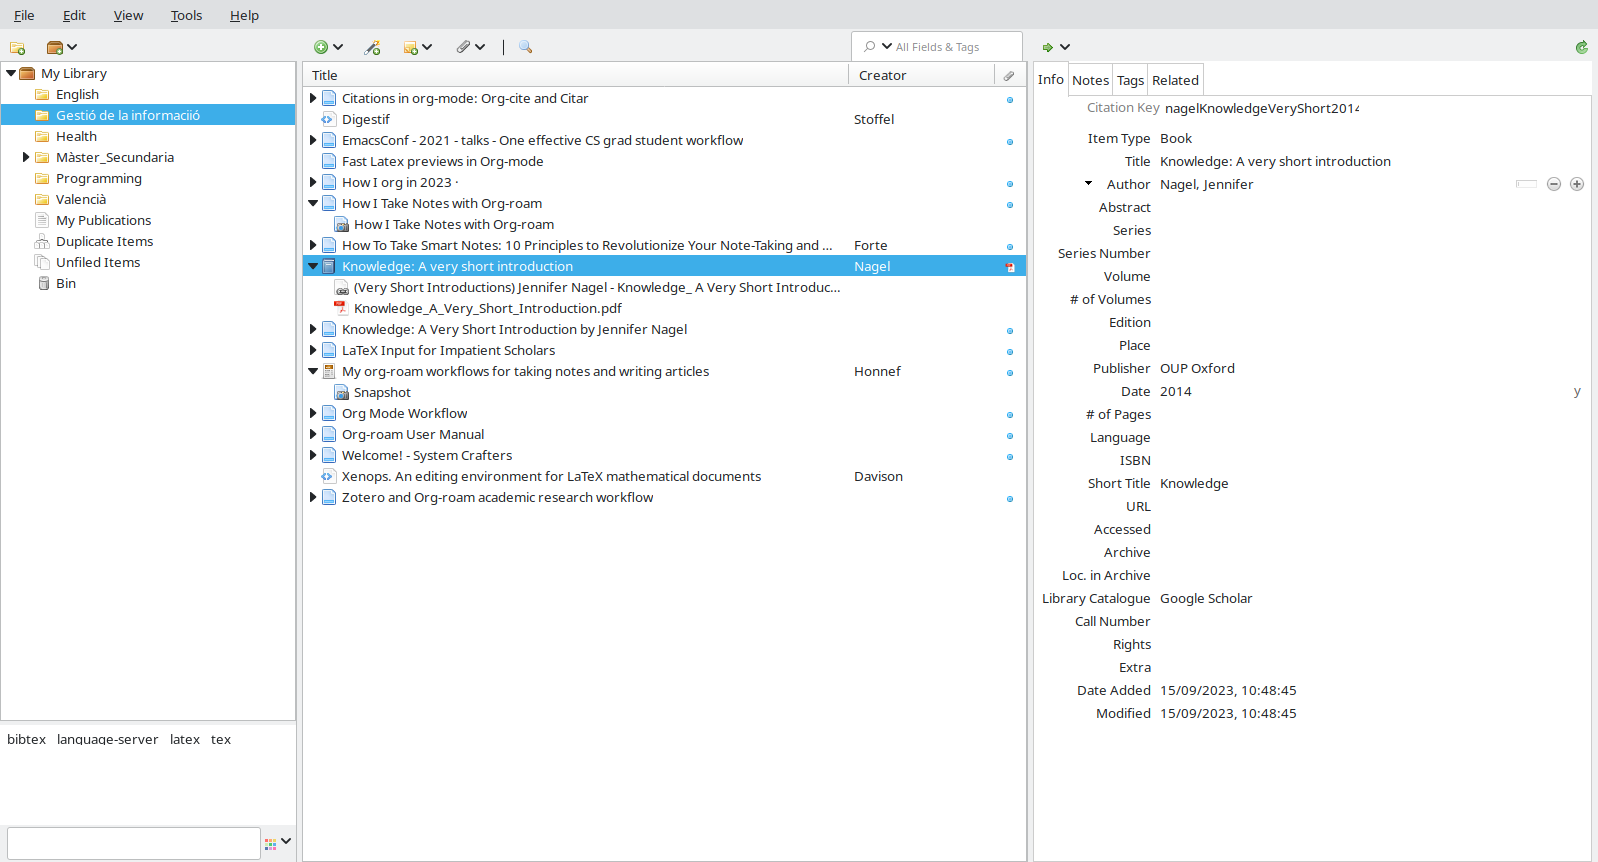 File Edit View Tools Help
All Fields & Tags
My Library
English
Gestió de la informaciió
Health
Màster_Secundaria
Programming
Valencià
My Publications
Duplicate Items
Unfiled Items
Bin
bibtex language-server latex tex
Title Creator
Citations in org-mode: Org-cite and Citar
Digestif Stoffel
EmacsConf - 2021 - talks - One effective CS grad student workflow
Fast Latex previews in Org-mode
How I org in 2023 ·
How I Take Notes with Org-roam
How I Take Notes with Org-roam
How To Take Smart Notes: 10 Principles to Revolutionize Your Note-Taking and ... Forte
Knowledge: A very short introduction Nagel
(Very Short Introductions) Jennifer Nagel - Knowledge_ A Very Short Introduc...
Knowledge_A_Very_Short_Introduction.pdf
Knowledge: A Very Short Introduction by Jennifer Nagel
LaTeX Input for Impatient Scholars
My org-roam workflows for taking notes and writing articles Honnef
Snapshot
Org Mode Workflow
Org-roam User Manual
Welcome! - System Crafters
Xenops. An editing environment for LaTeX mathematical documents Davison
Zotero and Org-roam academic research workflow
Info Notes Tags Related
Citation Key nagelKnowledgeVeryShort2014
Item Type Book
Title Knowledge: A very short introduction
Author Nagel, Jennifer
Abstract
Series
Series Number
Volume
# of Volumes
Edition
Place
Publisher OUP Oxford
Date 2014 y
# of Pages
Language
ISBN
Short Title Knowledge
URL
Accessed
Archive
Loc. in Archive
Library Catalogue Google Scholar
Call Number
Rights
Extra
Date Added 15/09/2023, 10:48:45
Modified 15/09/2023, 10:48:45